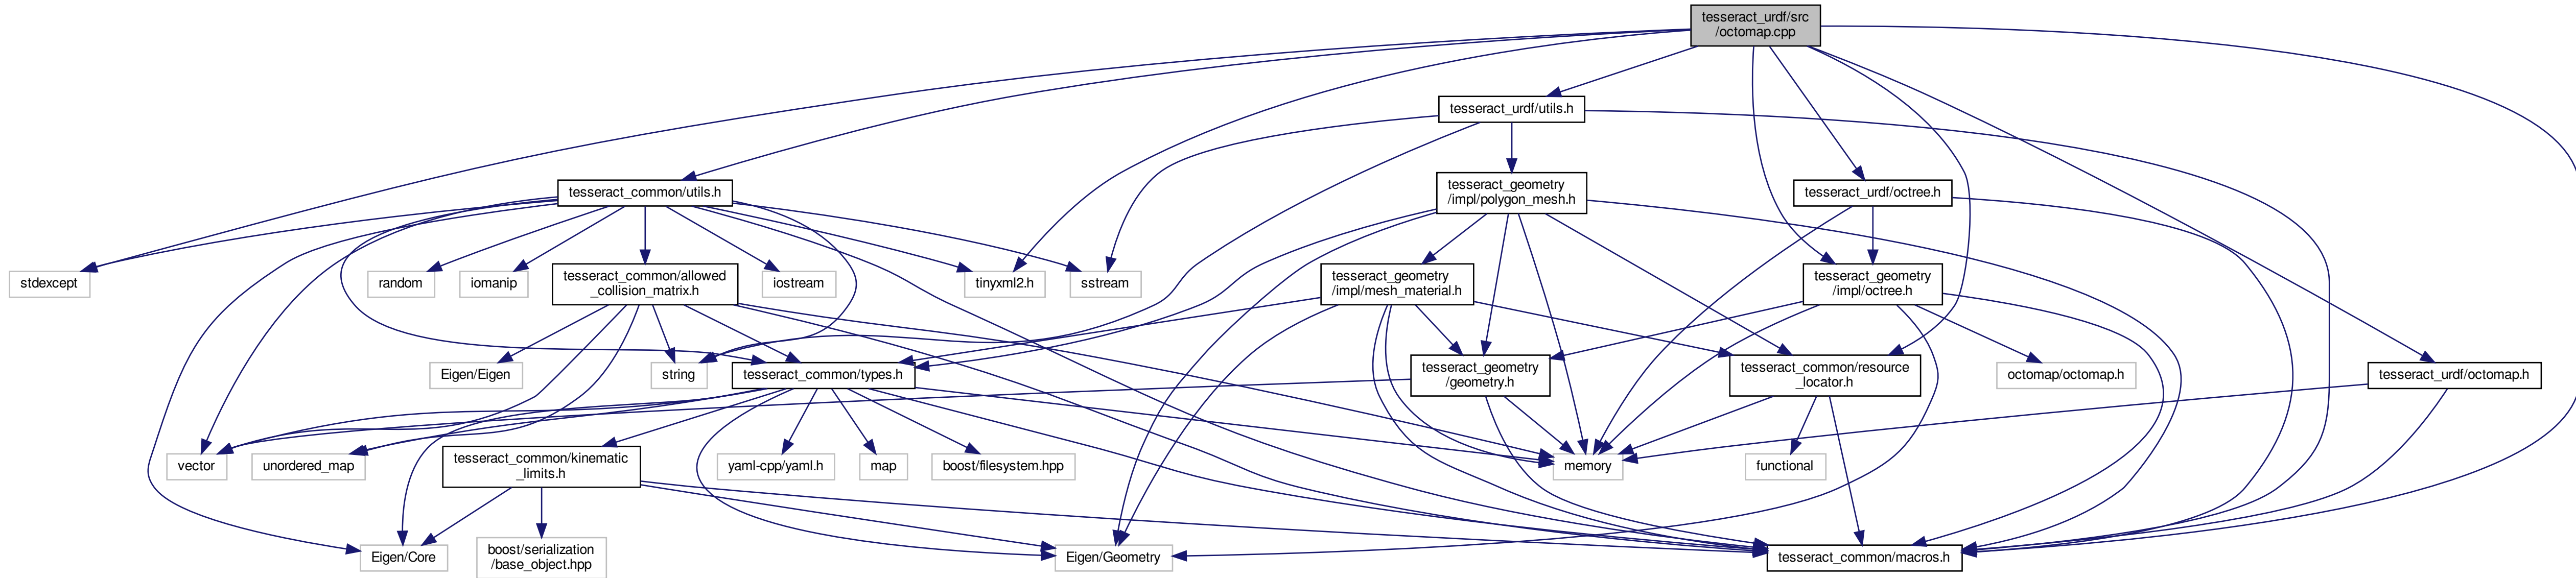 tesseract_urdf/src
/octomap.cpp
tesseract_urdf/utils.h
tesseract_common/utils.h
tesseract_geometry
/impl/polygon_mesh.h
tesseract_urdf/octree.h
stdexcept
random
iomanip
tesseract_common/allowed
_collision_matrix.h
iostream
tinyxml2.h
sstream
tesseract_geometry
/impl/mesh_material.h
tesseract_geometry
/impl/octree.h
Eigen/Eigen
string
tesseract_common/types.h
tesseract_geometry
/geometry.h
tesseract_common/resource
_locator.h
octomap/octomap.h
tesseract_urdf/octomap.h
vector
unordered_map
tesseract_common/kinematic
_limits.h
yaml-cpp/yaml.h
map
boost/filesystem.hpp
memory
functional
Eigen/Core
boost/serialization
/base_object.hpp
Eigen/Geometry
tesseract_common/macros.h